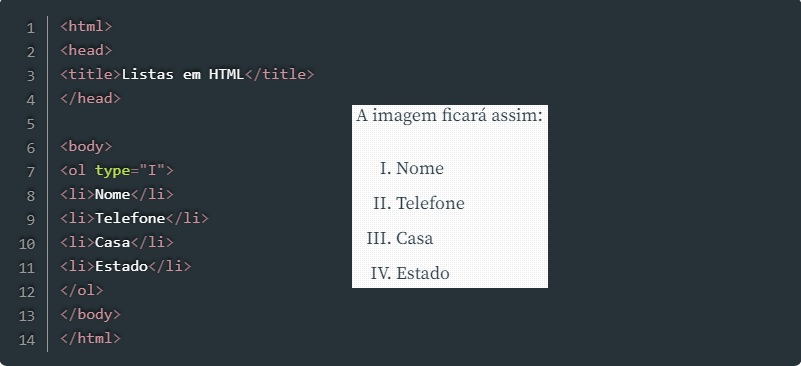 1 <html>
2 <head>
3 <title>Listas em HTML</title>
4 </head>
5
6 <body>
7 <ol type="I">
8 <li>Nome</li>
9 <li>Telefone</li>
10 <li>Casa</li>
11 <li>Estado</li>
12 </ol>
13 </body>
14 </html>
A imagem ficará assim:
I. Nome
II. Telefone
III. Casa
IV. Estado